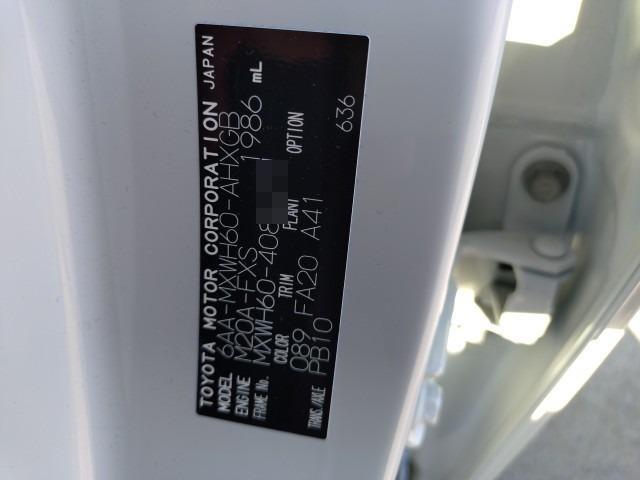 TOYOTA MOTOR CORPORATION JAPAN
MODEL 6AA-MXWH60-AHXGB
ENGINE M20A-FXS 1986 mL
FRAME No. MXWH60-408
COLOR TRIM PLANT OPTION
089 FA20 A41
TRANS./AXLE PB10
636